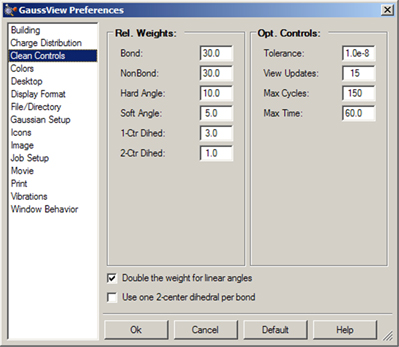 GaussView Preferences
Building
Charge Distribution
Clean Controls
Colors
Desktop
Display Format
File/Directory
Gaussian Setup
Icons
Image
Job Setup
Movie
Print
Vibrations
Window Behavior
Rel. Weights:
Bond: 30.0
NonBond: 30.0
Hard Angle: 10.0
Soft Angle: 5.0
1-Ctr Dihed: 3.0
2-Ctr Dihed: 1.0
Opt. Controls:
Tolerance: 1.0e-8
View Updates: 15
Max Cycles: 150
Max Time: 60.0
Double the weight for linear angles
Use one 2-center dihedral per bond
Ok Cancel Default Help